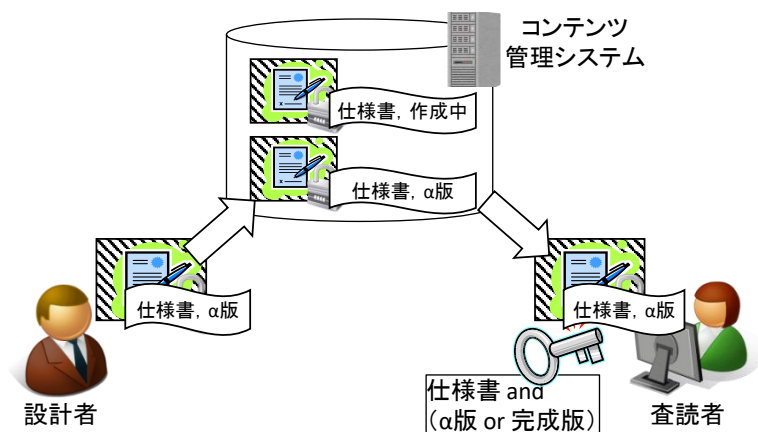 コンテンツ
管理システム
仕様書, 作成中
仕様書, α版
仕様書, α版
仕様書, α版
仕様書 and
(α版 or 完成版)
設計者
査読者